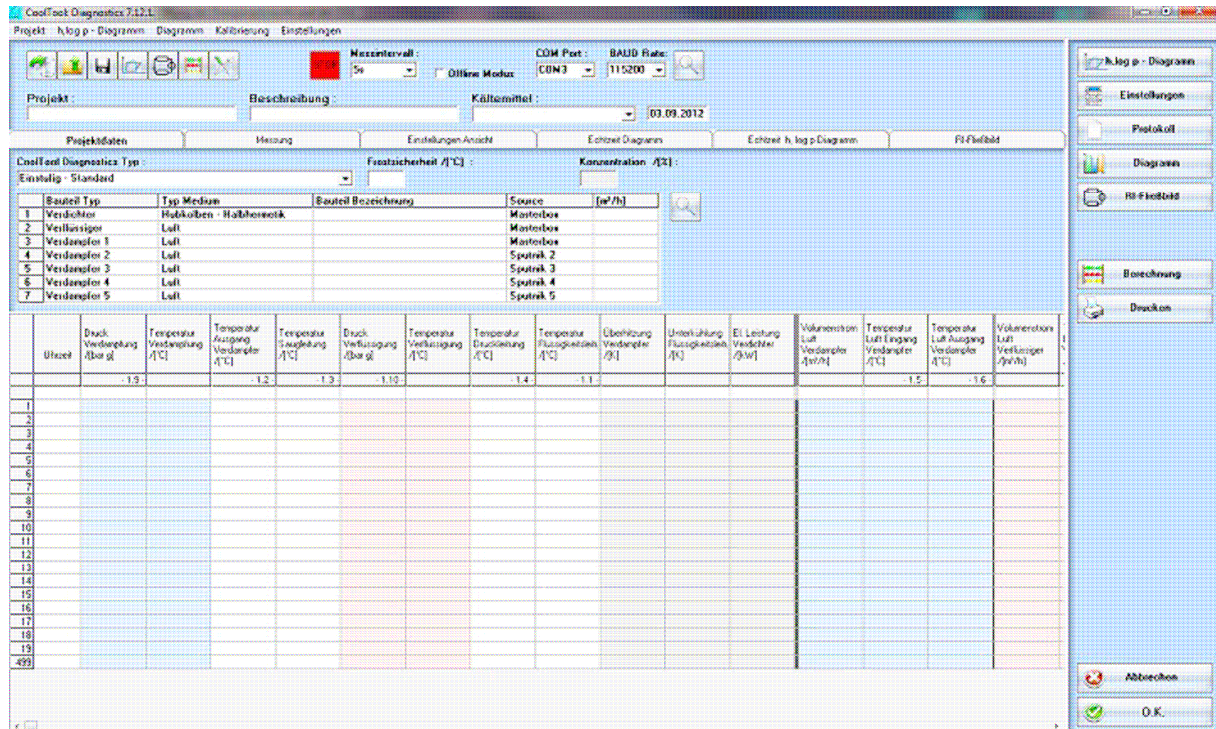 CoolTool Diagnostics 7.12.1
Projekt h,log p - Diagramm Diagramm Kalibrierung Einstellungen
Messintervall : COM Port : BAUD Rate:
5s Offline Modus COM3 115200
Projekt : Beschreibung : Kältemittel :
03.09.2012
Projektdaten Messung Einstellungen Ansicht Echtzeit Diagramm Echtzeit h, log p Diagramm RI-Fließbild
CoolTool Diagnostics Typ : Frostsicherheit /[°C] : Konzentration /[%] :
Einstufig - Standard
Bauteil Typ Typ Medium Bauteil Bezeichnung Source [m³/h]
1 Verdichter Hubkolben - Halbhermetik Masterbox
2 Verflüssiger Luft Masterbox
3 Verdampfer 1 Luft Masterbox
4 Verdampfer 2 Luft Sputnik 2
5 Verdampfer 3 Luft Sputnik 3
6 Verdampfer 4 Luft Sputnik 4
7 Verdampfer 5 Luft Sputnik 5
Uhrzeit
Druck
Verdampfung
/[bar g]
Temperatur
Verdampfung
/[°C]
Temperatur
Ausgang
Verdampfer
/[°C]
Temperatur
Saugleitung
/[°C]
Druck
Verflüssigung
/[bar g]
Temperatur
Verflüssigung
/[°C]
Temperatur
Druckleitung
/[°C]
Temperatur
Flüssigkeitsleit
/[°C]
Überhitzung
Verdampfer
/[K]
Unterkühlung
Flüssigkeitsleit
/[K]
El. Leistung
Verdichter
/[kW]
Volumenstrom
Luft
Verdampfer
/[m³/h]
Temperatur
Luft Eingang
Verdampfer
/[°C]
Temperatur
Luft Ausgang
Verdampfer
/[°C]
Volumenstrom
Luft
Verflüssiger
/[m³/h]
- 1.9 - - 1.2 - - 1.3 - - 1.10 - - 1.4 - - 1.1 - - 1.5 - - 1.6 -
1
2
3
4
5
6
7
8
9
10
11
12
13
14
15
16
17
18
19
499
h,log p - Diagramm
Einstellungen
Protokoll
Diagramm
RI-Fließbild
Berechnung
Drucken
Abbrechen
O.K.